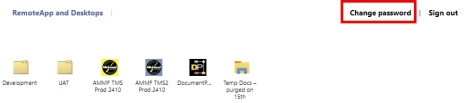 RemoteApp and Desktops
Change password | Sign out
Development
UAT
AMMF TMS
Prod 2410
AMMF TMS2
Prod 2410
DocumentP...
Temp Docs –
purged on
15th